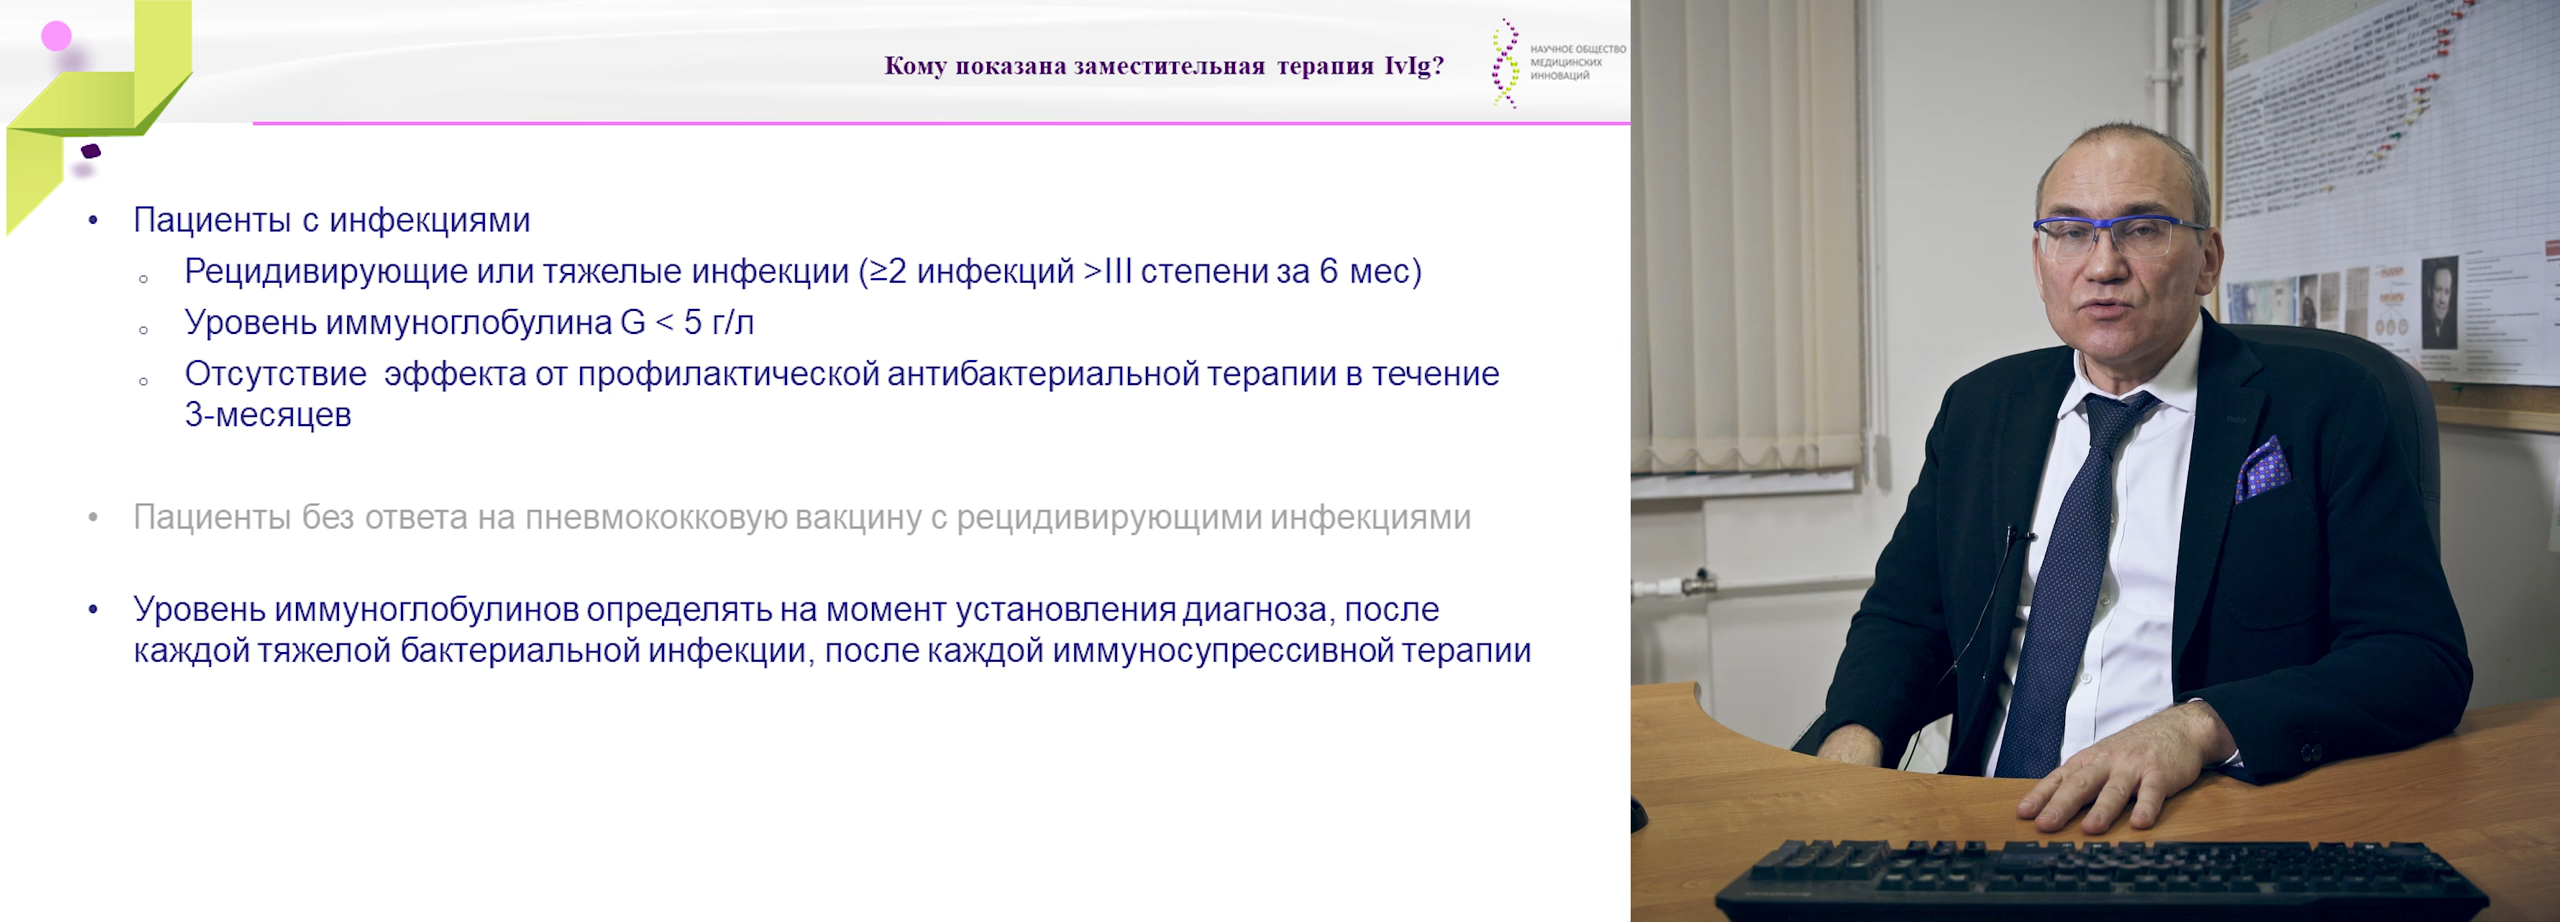 Кому показана заместительная терапия IvIg?
НАУЧНОЕ ОБЩЕСТВО
МЕДИЦИНСКИХ
ИННОВАЦИЙ
• Пациенты с инфекциями
○ Рецидивирующие или тяжелые инфекции (≥2 инфекций >III степени за 6 мес)
○ Уровень иммуноглобулина G < 5 г/л
○ Отсутствие эффекта от профилактической антибактериальной терапии в течение
3-месяцев
• Пациенты без ответа на пневмококковую вакцину с рецидивирующими инфекциями
• Уровень иммуноглобулинов определять на момент установления диагноза, после
каждой тяжелой бактериальной инфекции, после каждой иммуносупрессивной терапии